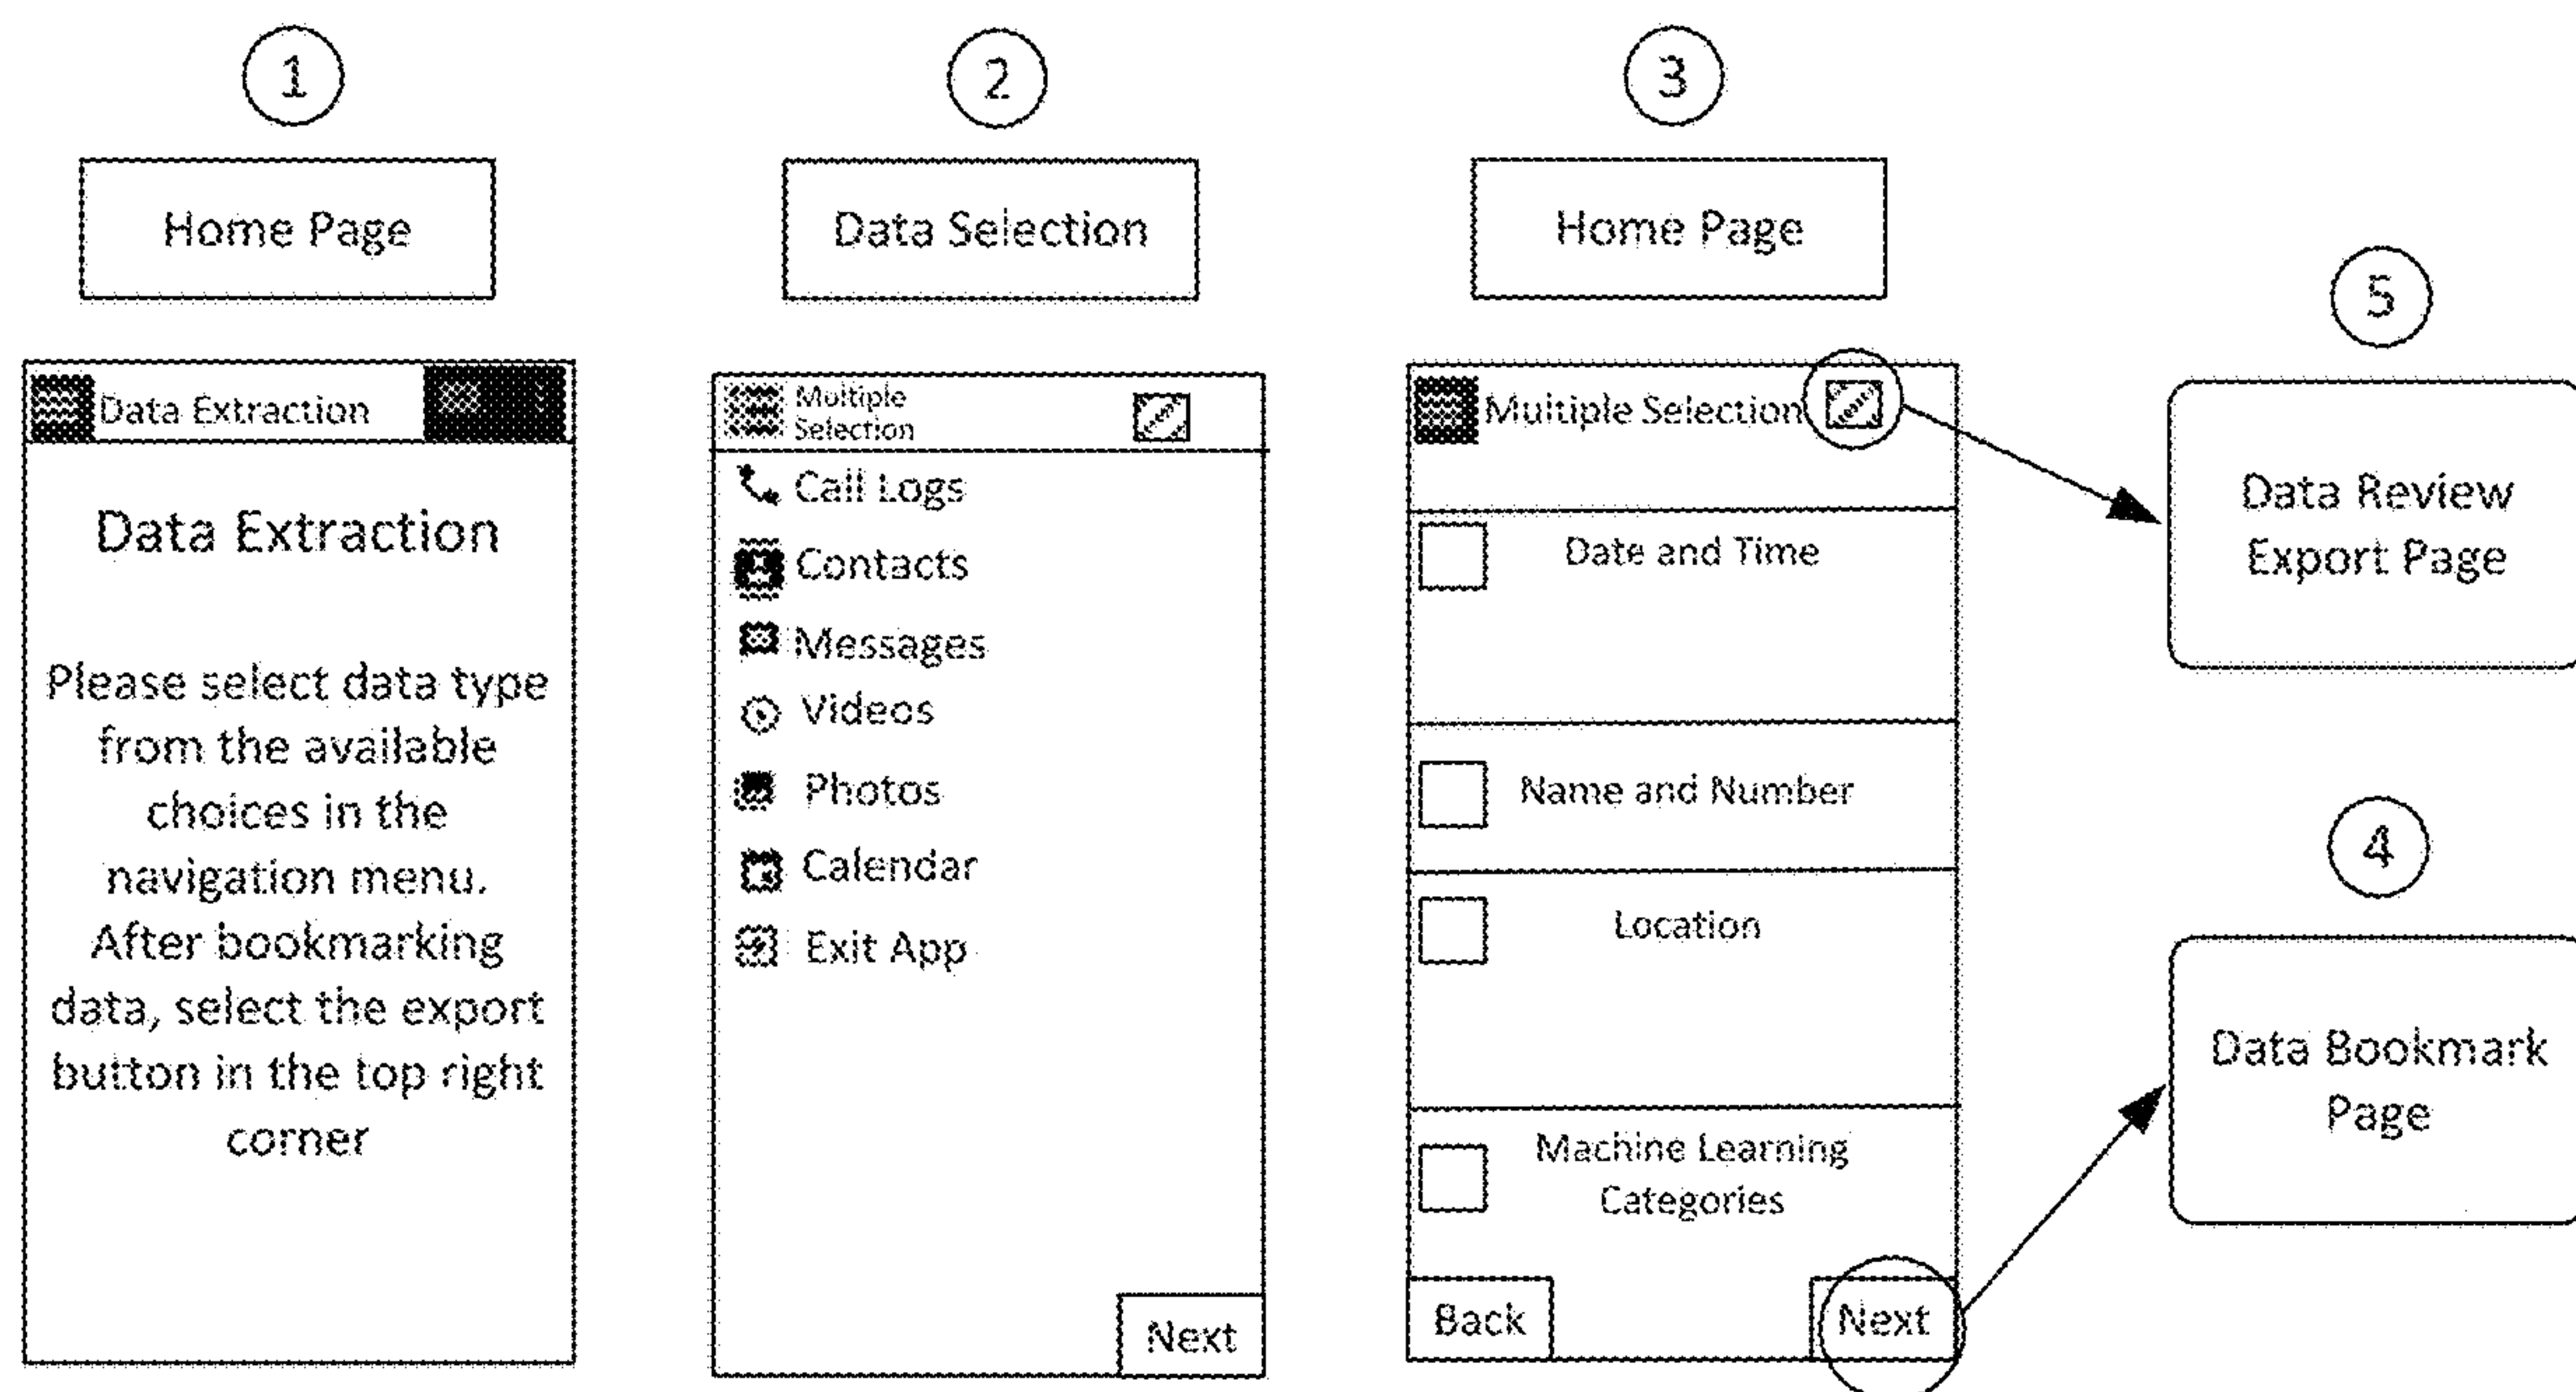 1
Home Page
Data Extraction
Data Extraction
Please select data type
from the available
choices in the
navigation menu.
After bookmarking
data, select the export
button in the top right
corner
2
Data Selection
Multiple
Selection
Call Logs
Contacts
Messages
Videos
Photos
Calendar
Exit App
Next
3
Home Page
Multiple Selection
Date and Time
Name and Number
Location
Machine Learning
Categories
Back
Next
5
Data Review
Export Page
4
Data Bookmark
Page